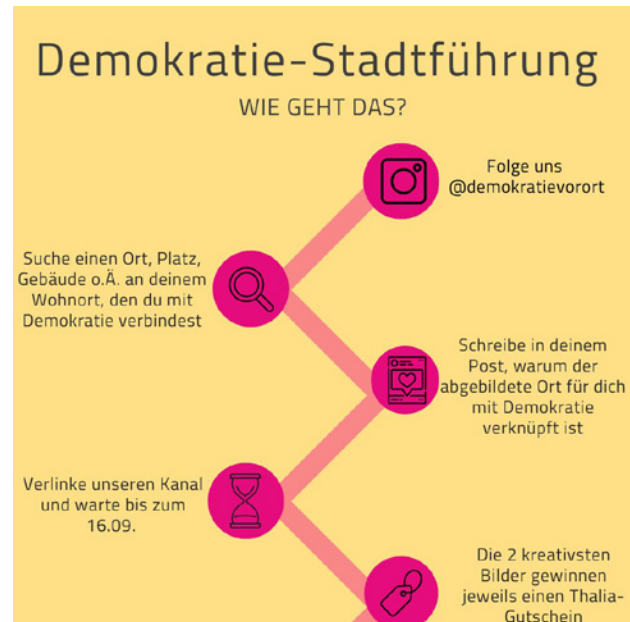 Demokratie-Stadtführung
WIE GEHT DAS?
Folge uns
@demokratievorort
Suche einen Ort, Platz,
Gebäude o.Ä. an deinem
Wohnort, den du mit
Demokratie verbindest
Schreibe in deinem
Post, warum der
abgebildete Ort für dich
mit Demokratie
verknüpft ist
Verlinke unseren Kanal
und warte bis zum
16.09.
Die 2 kreativsten
Bilder gewinnen
jeweils einen Thalia-
Gutschein